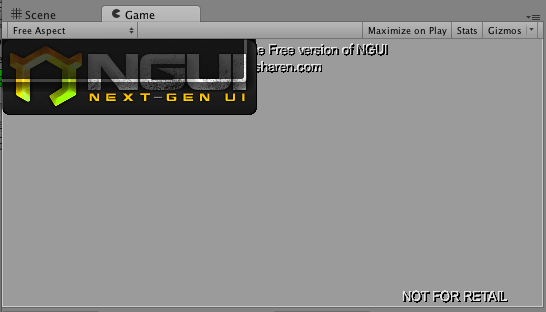 Scene Game
Free Aspect Maximize on Play Stats Gizmos
Free version of NGUI
sharen.com
NGUI
NEXT-GEN UI
NOT FOR RETAIL